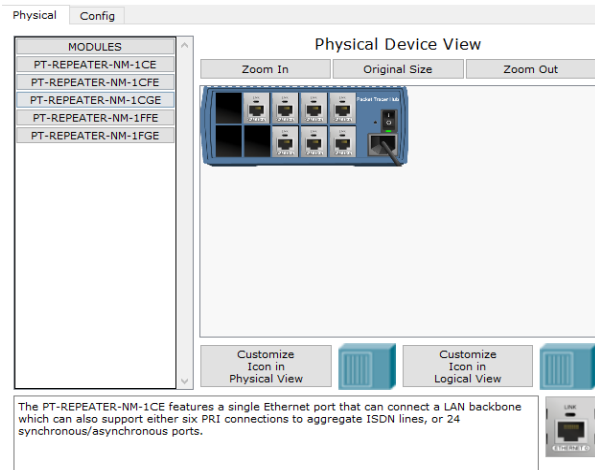 Physical Config
MODULES
PT-REPEATER-NM-1CE
PT-REPEATER-NM-1CFE
PT-REPEATER-NM-1CGE
PT-REPEATER-NM-1FFE
PT-REPEATER-NM-1FGE
Physical Device View
Zoom In Original Size Zoom Out
Packet Tracer Hub
Customize
Icon in
Physical View
Customize
Icon in
Logical View
The PT-REPEATER-NM-1CE features a single Ethernet port that can connect a LAN backbone
which can also support either six PRI connections to aggregate ISDN lines, or 24
synchronous/asynchronous ports.
LINK